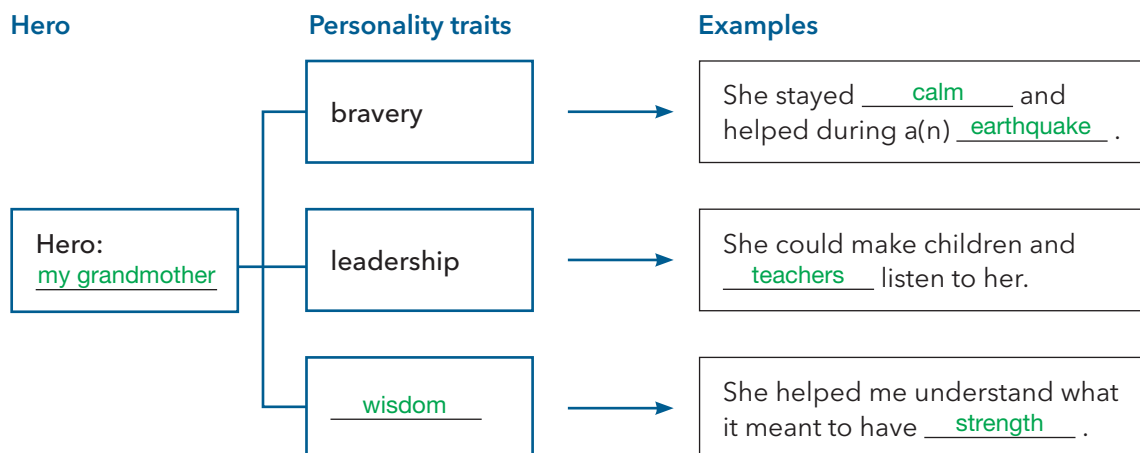 Hero Personality traits Examples
bravery
She stayed calm and
helped during a(n) earthquake .
Hero:
my grandmother
leadership
She could make children and
teachers listen to her.
wisdom
She helped me understand what
it meant to have strength .